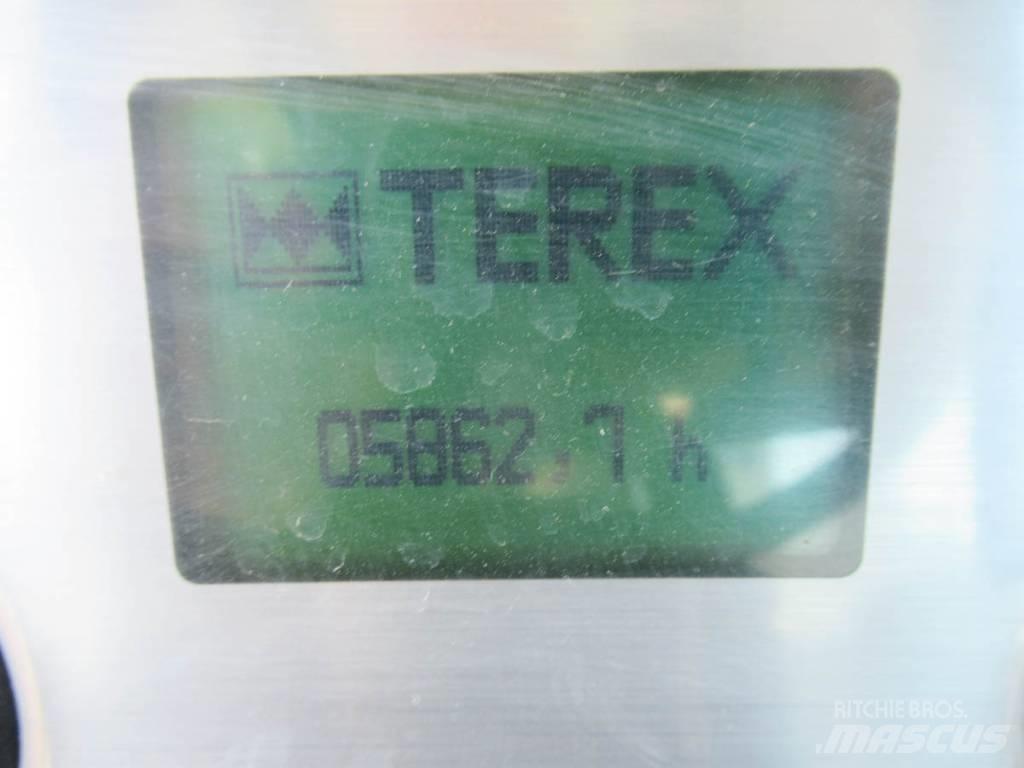 TEREX
05862,7 h
RITCHIE BROS.
MASCUS